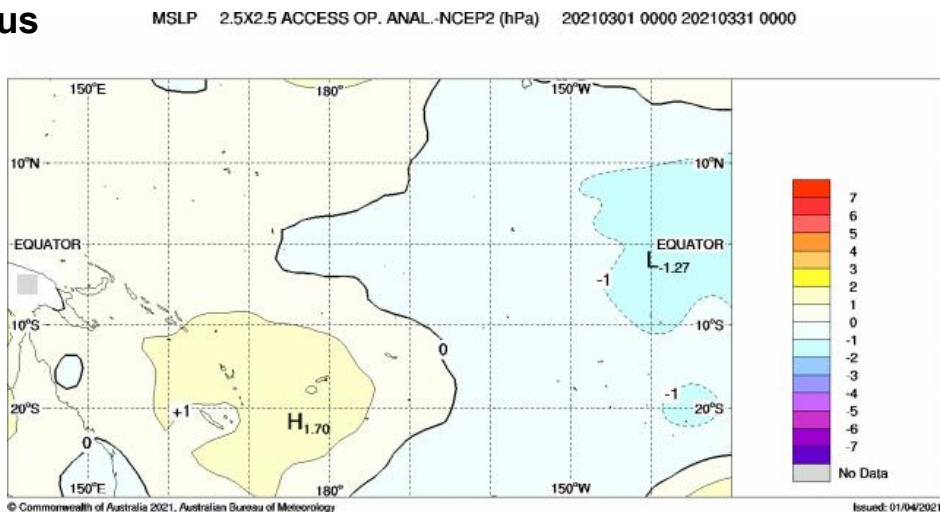 us
MSLP 2.5X2.5 ACCESS OP. ANAL.-NCEP2 (hPa) 20210301 0000 20210331 0000
150°E 180° 150°W
10°N 10°N
EQUATOR EQUATOR
L-1.27
-1
10°S 10°S
0
-1
+1
20°S 20°S
H1.70
0
150°E 180° 150°W
7
6
5
4
3
2
1
0
-1
-2
-3
-4
-5
-6
-7
No Data
© Commonwealth of Australia 2021, Australian Bureau of Meteorology Issued: 01/04/2021